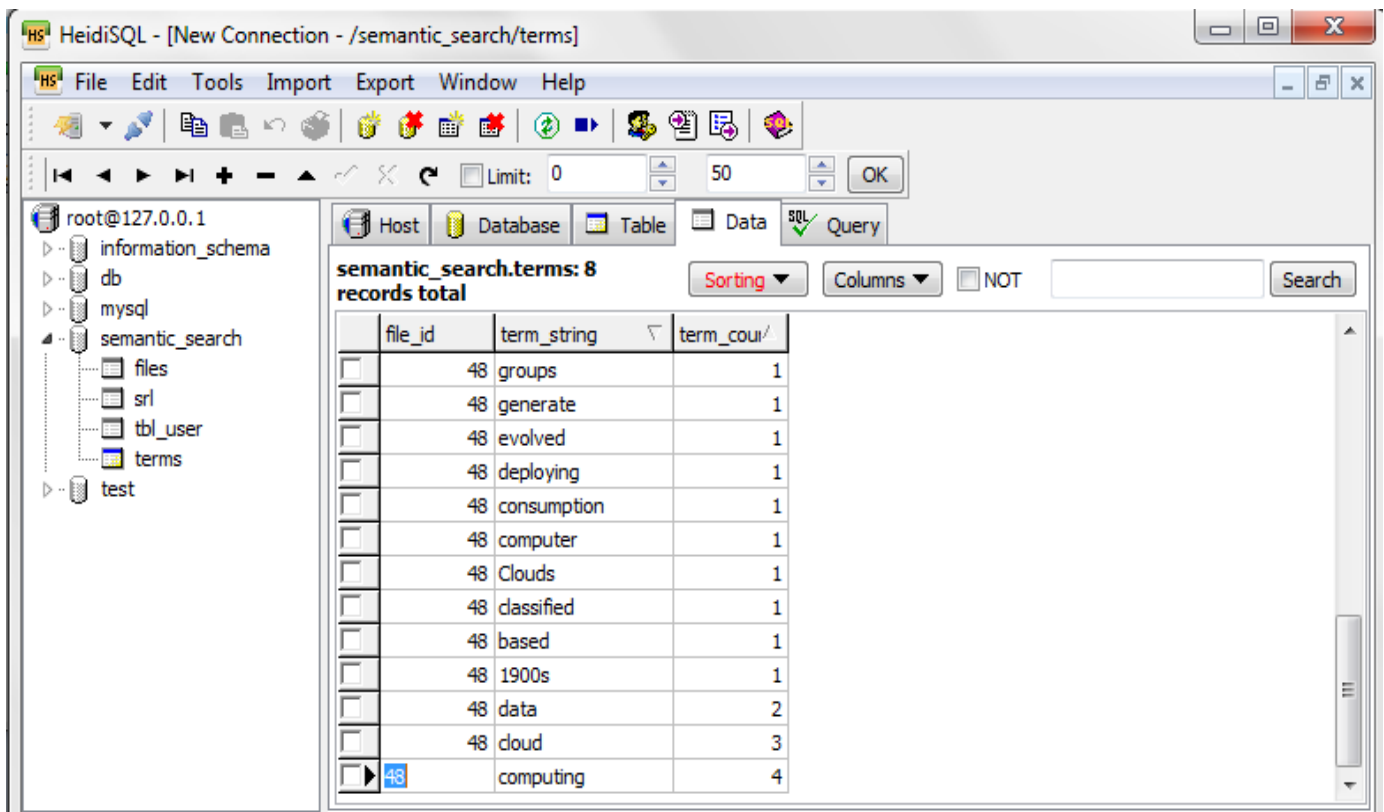 HeidiSQL - [New Connection - /semantic_search/terms]
File Edit Tools Import Export Window Help
Limit: 0 50 OK
root@127.0.0.1
information_schema
db
mysql
semantic_search
files
srl
tbl_user
terms
test
Host Database Table Data Query
semantic_search.terms: 8
records total
Sorting Columns NOT Search
file_id term_string term_cour
48 groups 1
48 generate 1
48 evolved 1
48 deploying 1
48 consumption 1
48 computer 1
48 Clouds 1
48 classified 1
48 based 1
48 1900s 1
48 data 2
48 cloud 3
48 computing 4